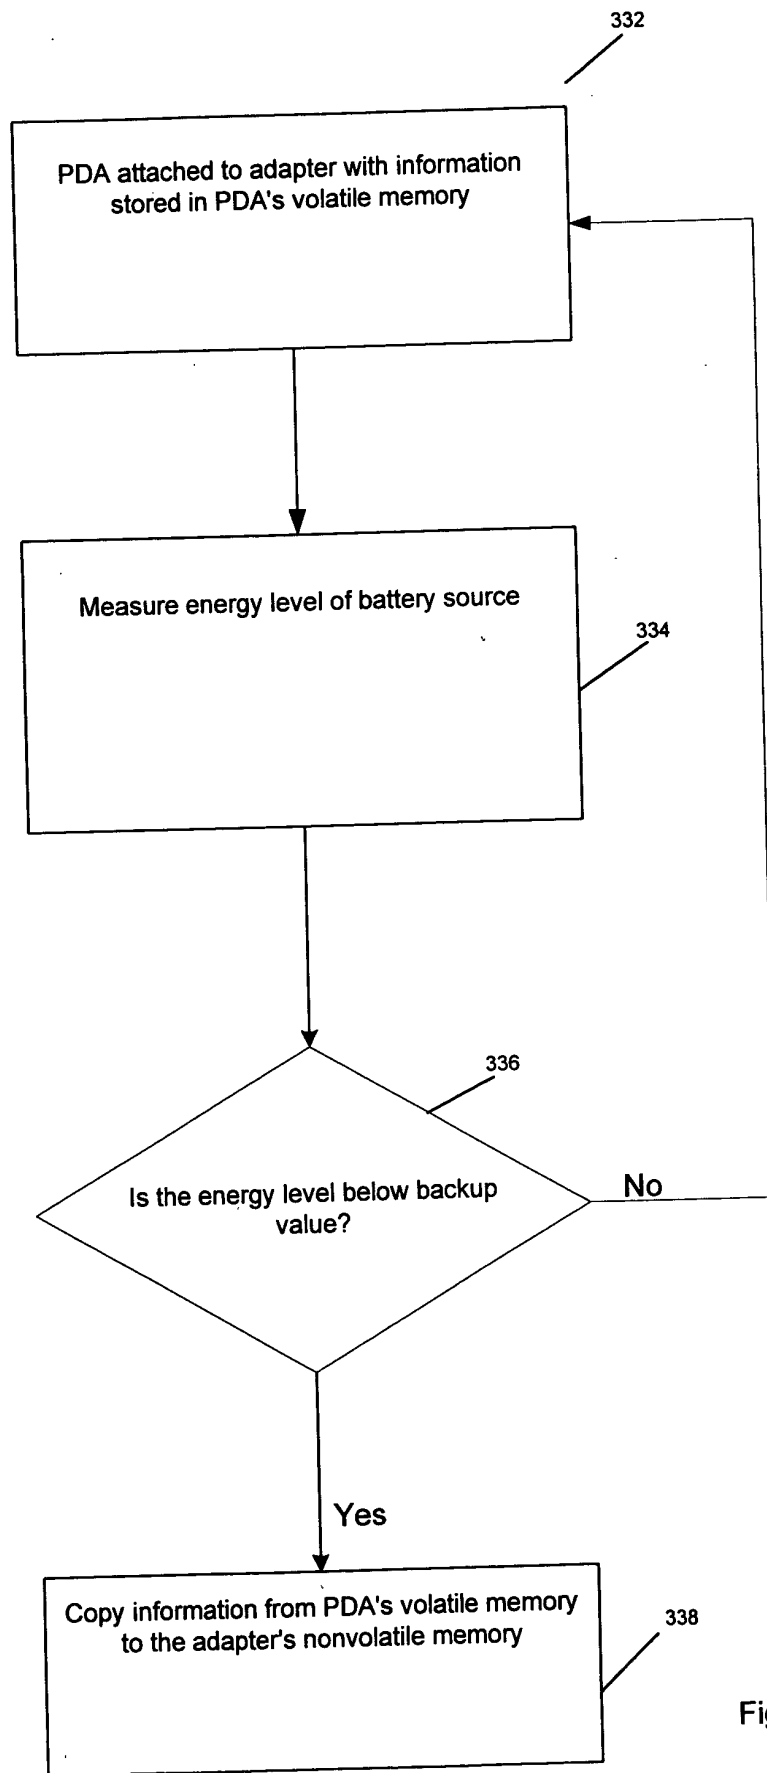 332
PDA attached to adapter with information
stored in PDA's volatile memory
Measure energy level of battery source
334
336
Is the energy level below backup
value?
No
Yes
Copy information from PDA's volatile memory
to the adapter's nonvolatile memory
338